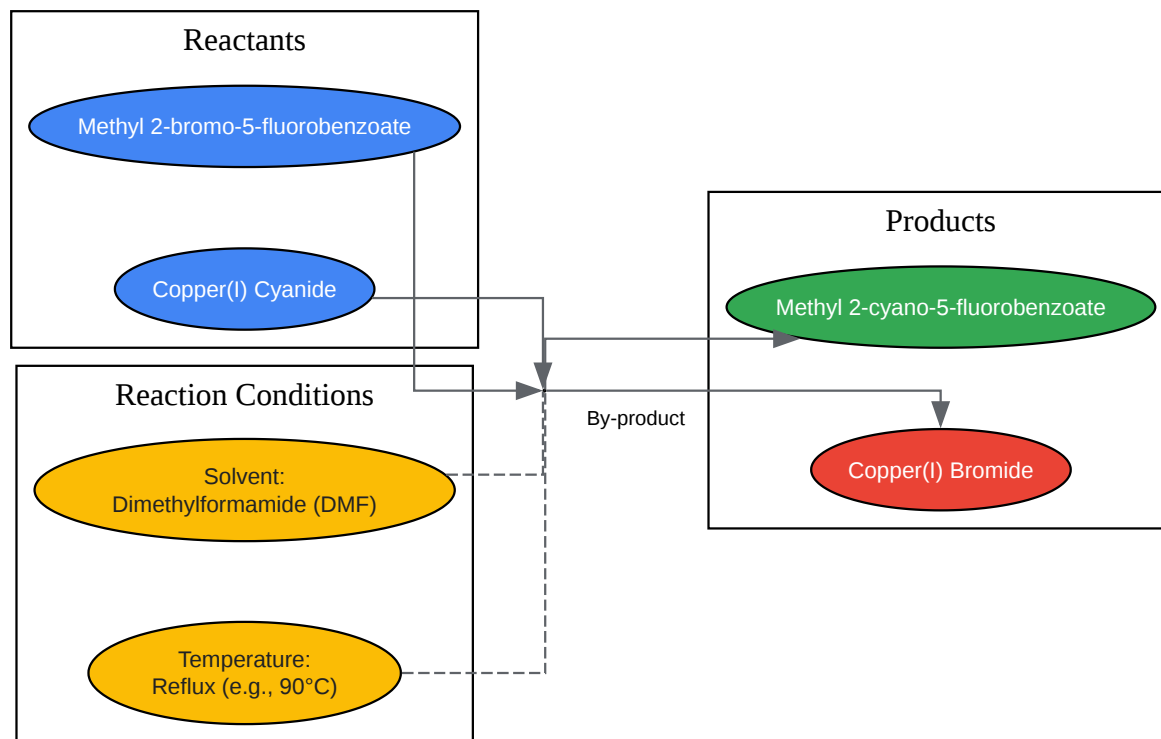 Reactants
Methyl 2-bromo-5-fluorobenzoate
Copper(I) Cyanide
Reaction Conditions
Solvent:
Dimethylformamide (DMF)
Temperature:
Reflux (e.g., 90°C)
By-product
Products
Methyl 2-cyano-5-fluorobenzoate
Copper(I) Bromide